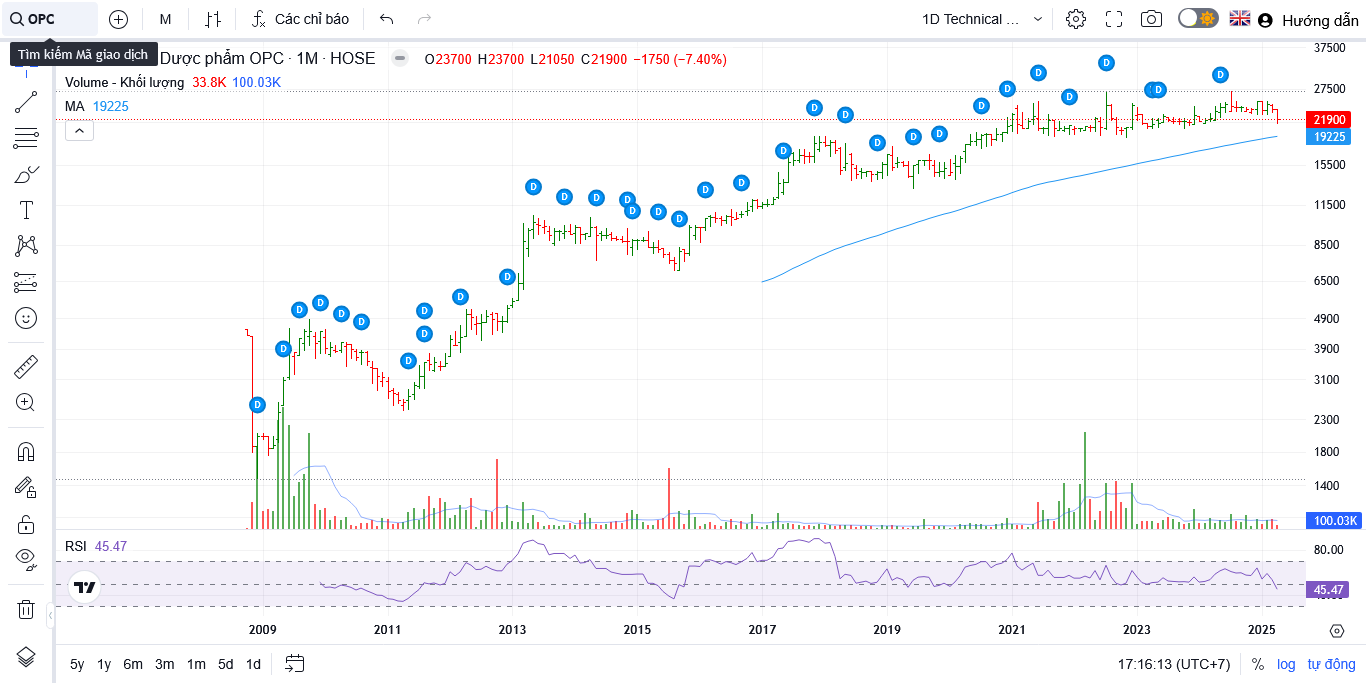 OPC M Các chỉ báo 1D Technical ... Hướng dẫn
Tìm kiếm Mã giao dịch
Dược phẩm OPC · 1M · HOSE O23700 H23700 L21050 C21900 −1750 (−7.40%)
Volume - Khối lượng 33.8K 100.03K
MA 19225
37500
27500
21900
19225
15500
11500
8500
6500
4900
3900
3100
2300
1800
1400
100.03K
D D D D D D D D D D D D D D D D D D D D D D D D D D D D D D D D D D D D
RSI 45.47
80.00
45.47
2009 2011 2013 2015 2017 2019 2021 2023 2025
5y 1y 6m 3m 1m 5d 1d 17:16:13 (UTC+7) % log tự động